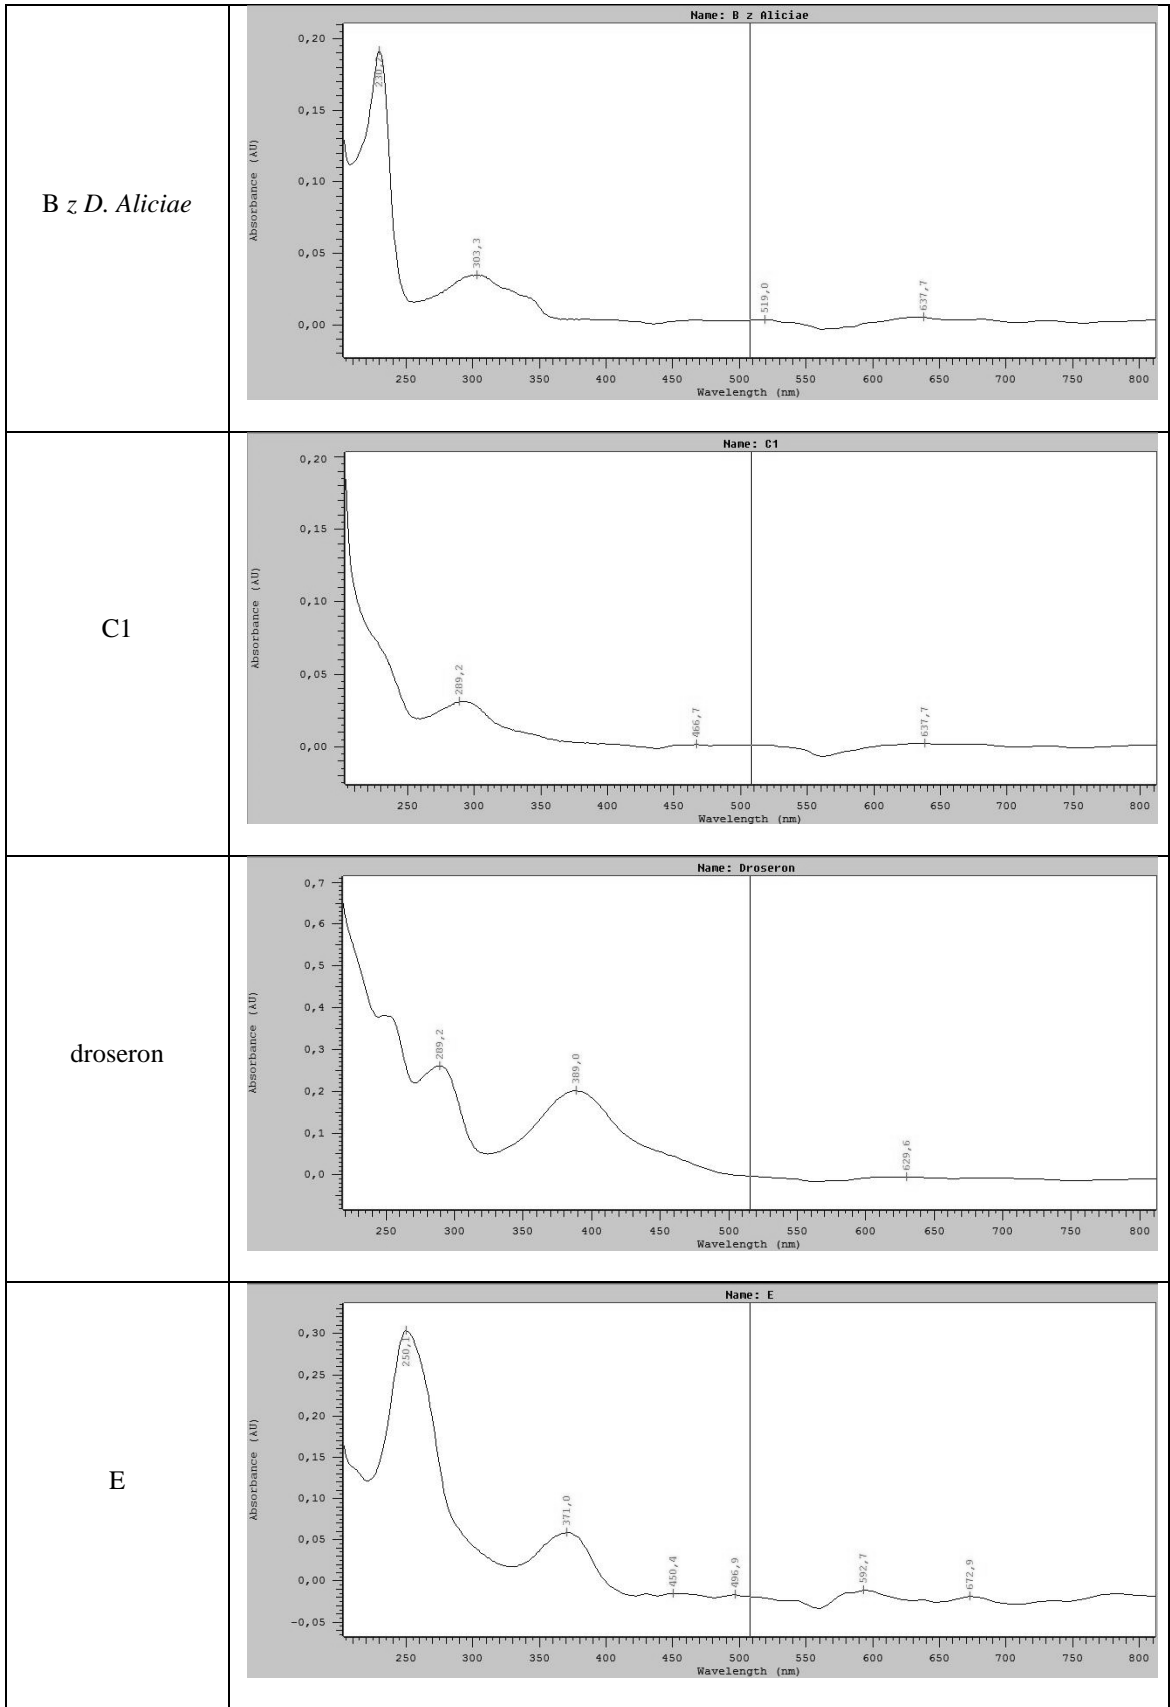 B z D. Aliciae
Name: B z Aliciae
Absorbance (AU)
0,20
0,15
0,10
0,05
0,00
230,2
303,3
519,0
637,7
250 300 350 400 450 500 550 600 650 700 750 800
Wavelength (nm)
C1
Name: C1
Absorbance (AU)
0,20
0,15
0,10
0,05
0,00
289,2
466,7
637,7
250 300 350 400 450 500 550 600 650 700 750 800
Wavelength (nm)
droseron
Name: Droseron
Absorbance (AU)
0,7
0,6
0,5
0,4
0,3
0,2
0,1
0,0
289,2
389,0
629,6
250 300 350 400 450 500 550 600 650 700 750 800
Wavelength (nm)
E
Name: E
Absorbance (AU)
0,30
0,25
0,20
0,15
0,10
0,05
0,00
-0,05
250,1
371,0
450,4
496,9
592,7
672,9
250 300 350 400 450 500 550 600 650 700 750 800
Wavelength (nm)